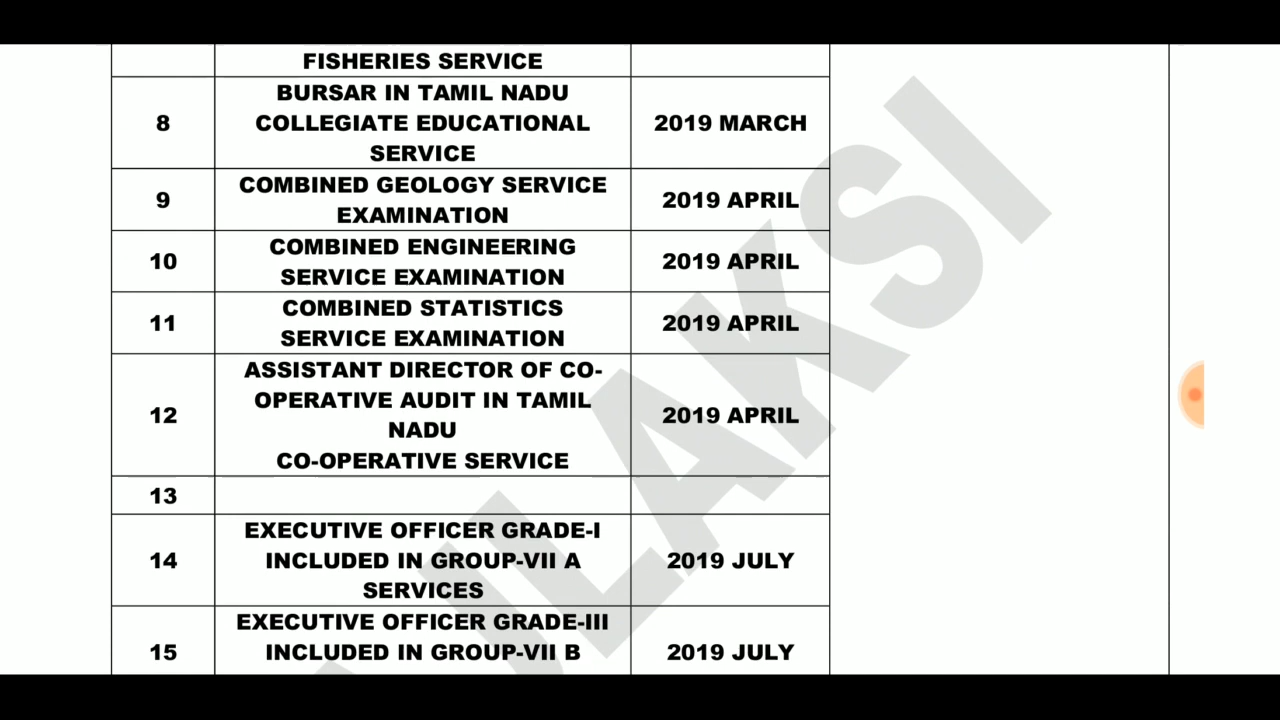 FISHERIES SERVICE
8
BURSAR IN TAMIL NADU
COLLEGIATE EDUCATIONAL
SERVICE
2019 MARCH
9
COMBINED GEOLOGY SERVICE
EXAMINATION
2019 APRIL
10
COMBINED ENGINEERING
SERVICE EXAMINATION
2019 APRIL
11
COMBINED STATISTICS
SERVICE EXAMINATION
2019 APRIL
12
ASSISTANT DIRECTOR OF CO-
OPERATIVE AUDIT IN TAMIL
NADU
CO-OPERATIVE SERVICE
2019 APRIL
13
14
EXECUTIVE OFFICER GRADE-I
INCLUDED IN GROUP-VII A
SERVICES
2019 JULY
15
EXECUTIVE OFFICER GRADE-III
INCLUDED IN GROUP-VII B
2019 JULY